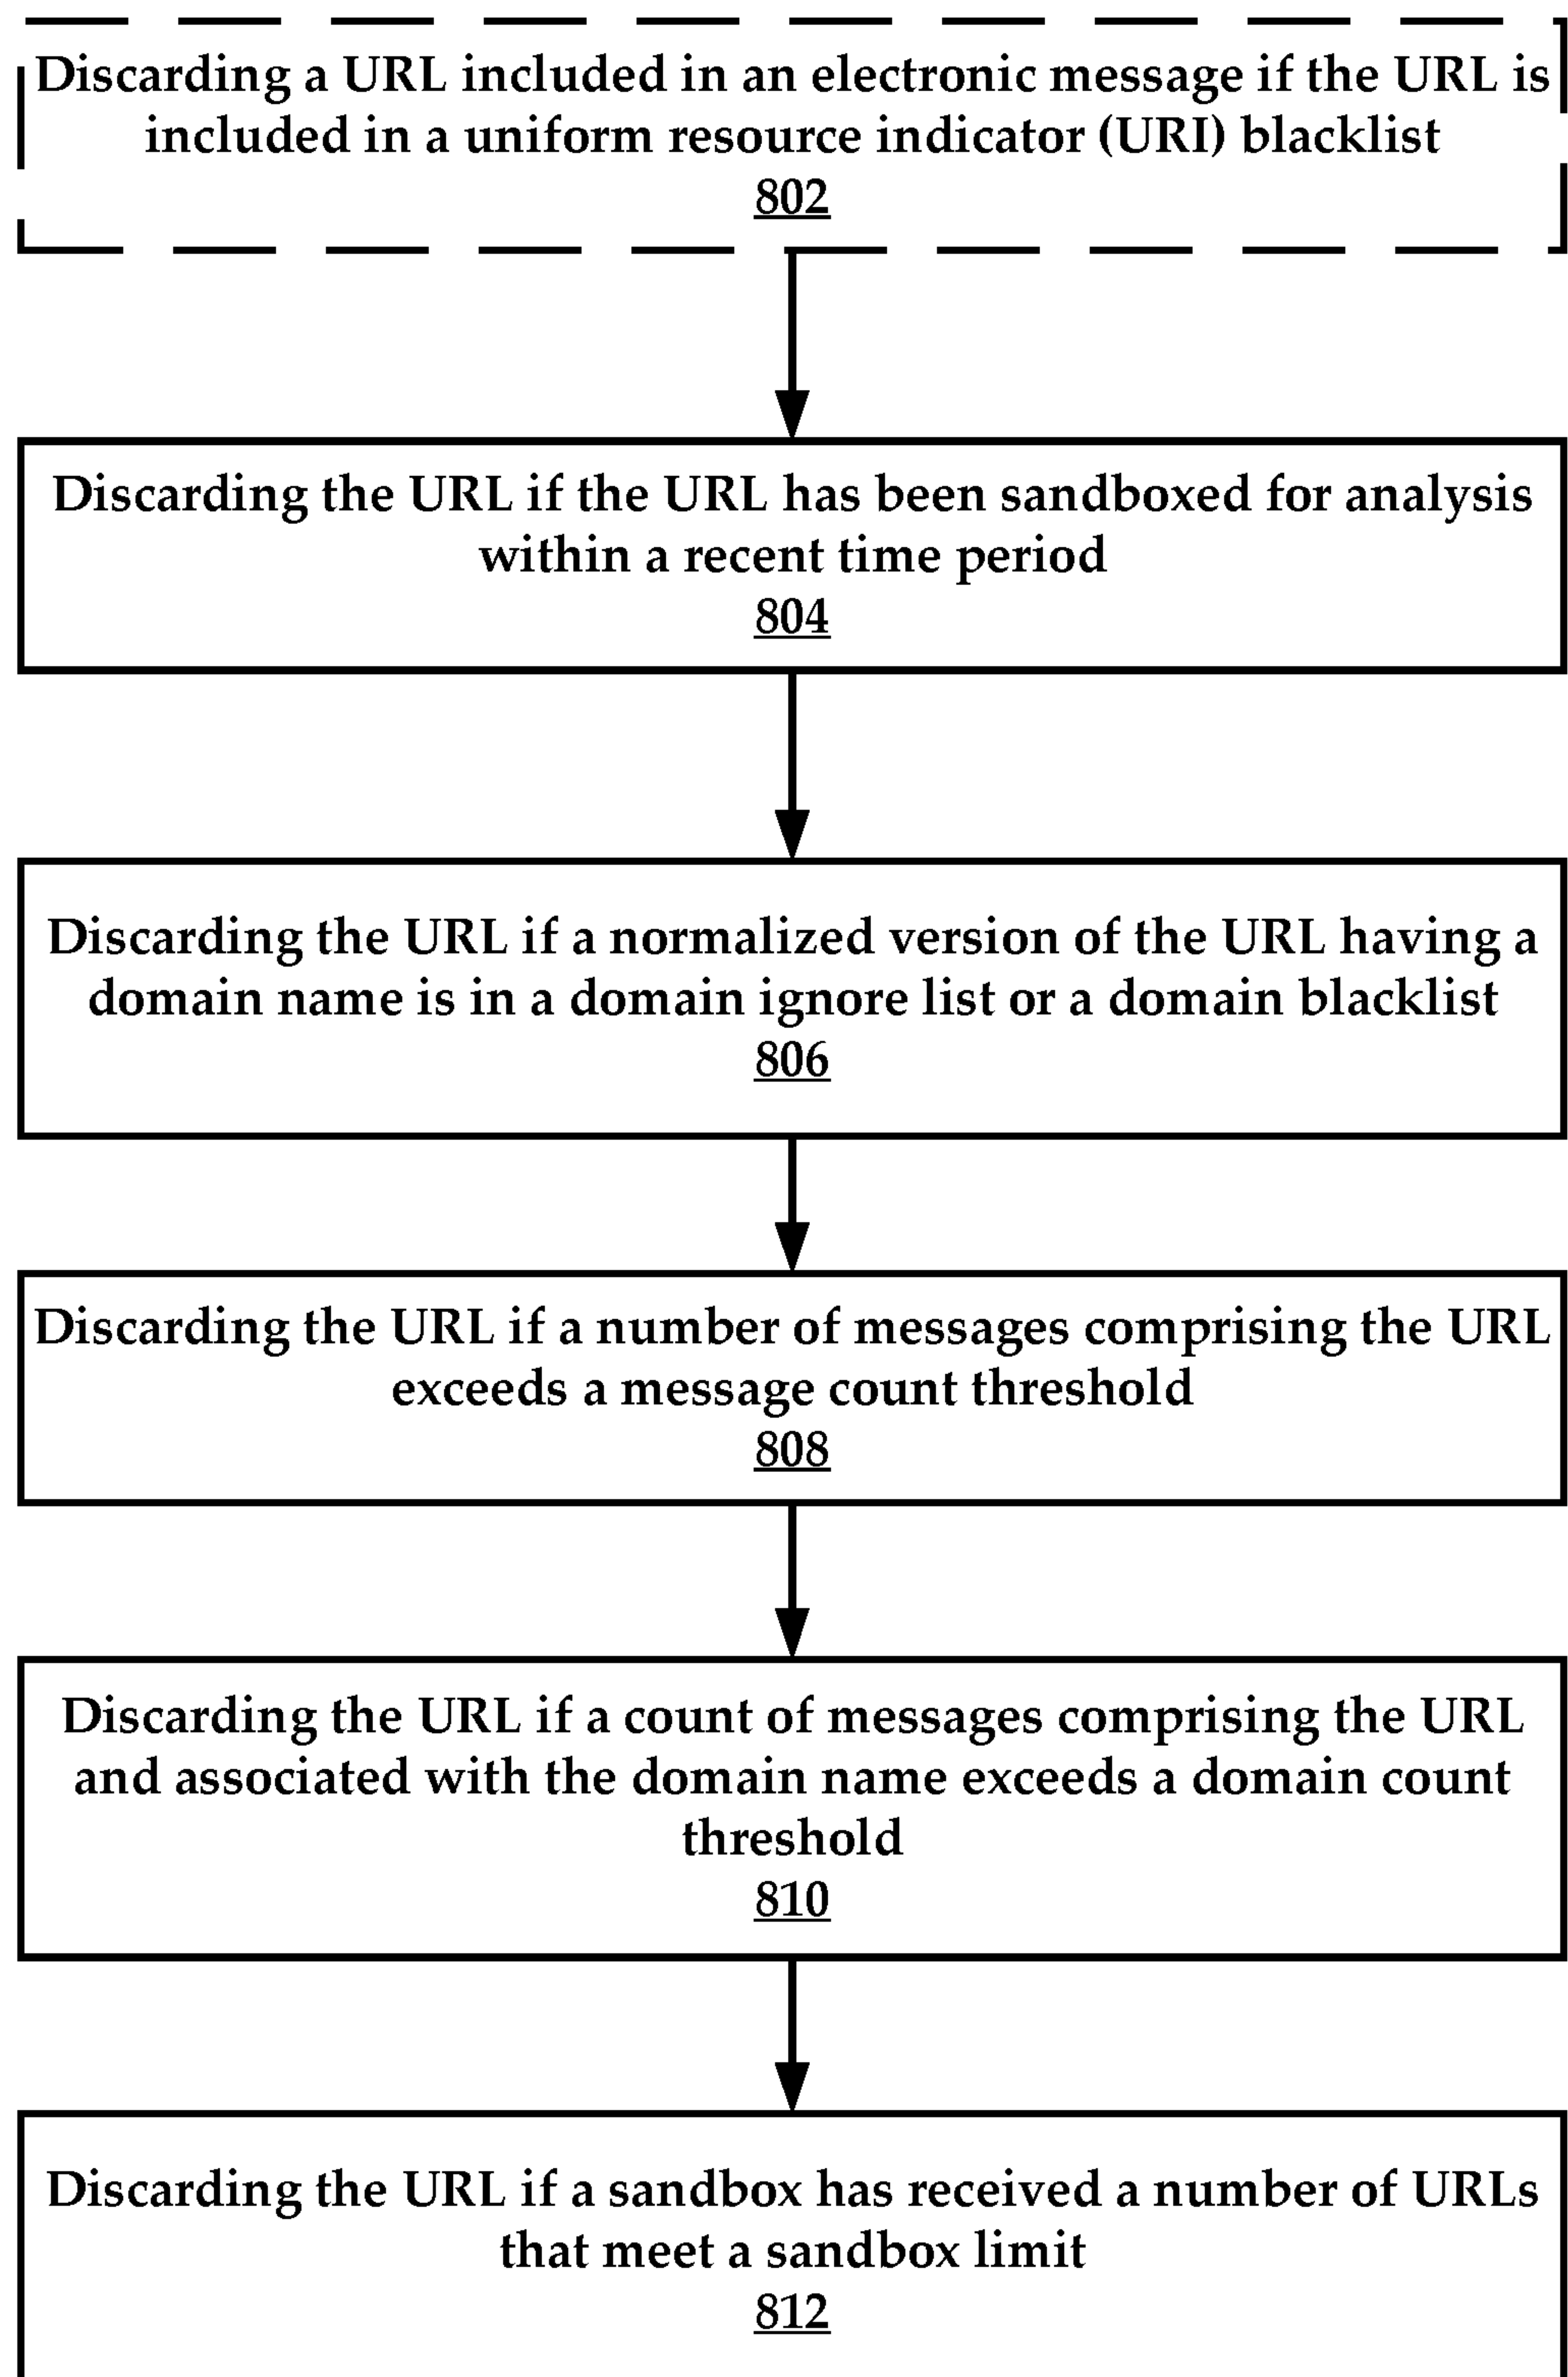 Discarding a URL included in an electronic message if the URL is
included in a uniform resource indicator (URI) blacklist
802
Discarding the URL if the URL has been sandboxed for analysis
within a recent time period
804
Discarding the URL if a normalized version of the URL having a
domain name is in a domain ignore list or a domain blacklist
806
Discarding the URL if a number of messages comprising the URL
exceeds a message count threshold
808
Discarding the URL if a count of messages comprising the URL
and associated with the domain name exceeds a domain count
threshold
810
Discarding the URL if a sandbox has received a number of URLs
that meet a sandbox limit
812